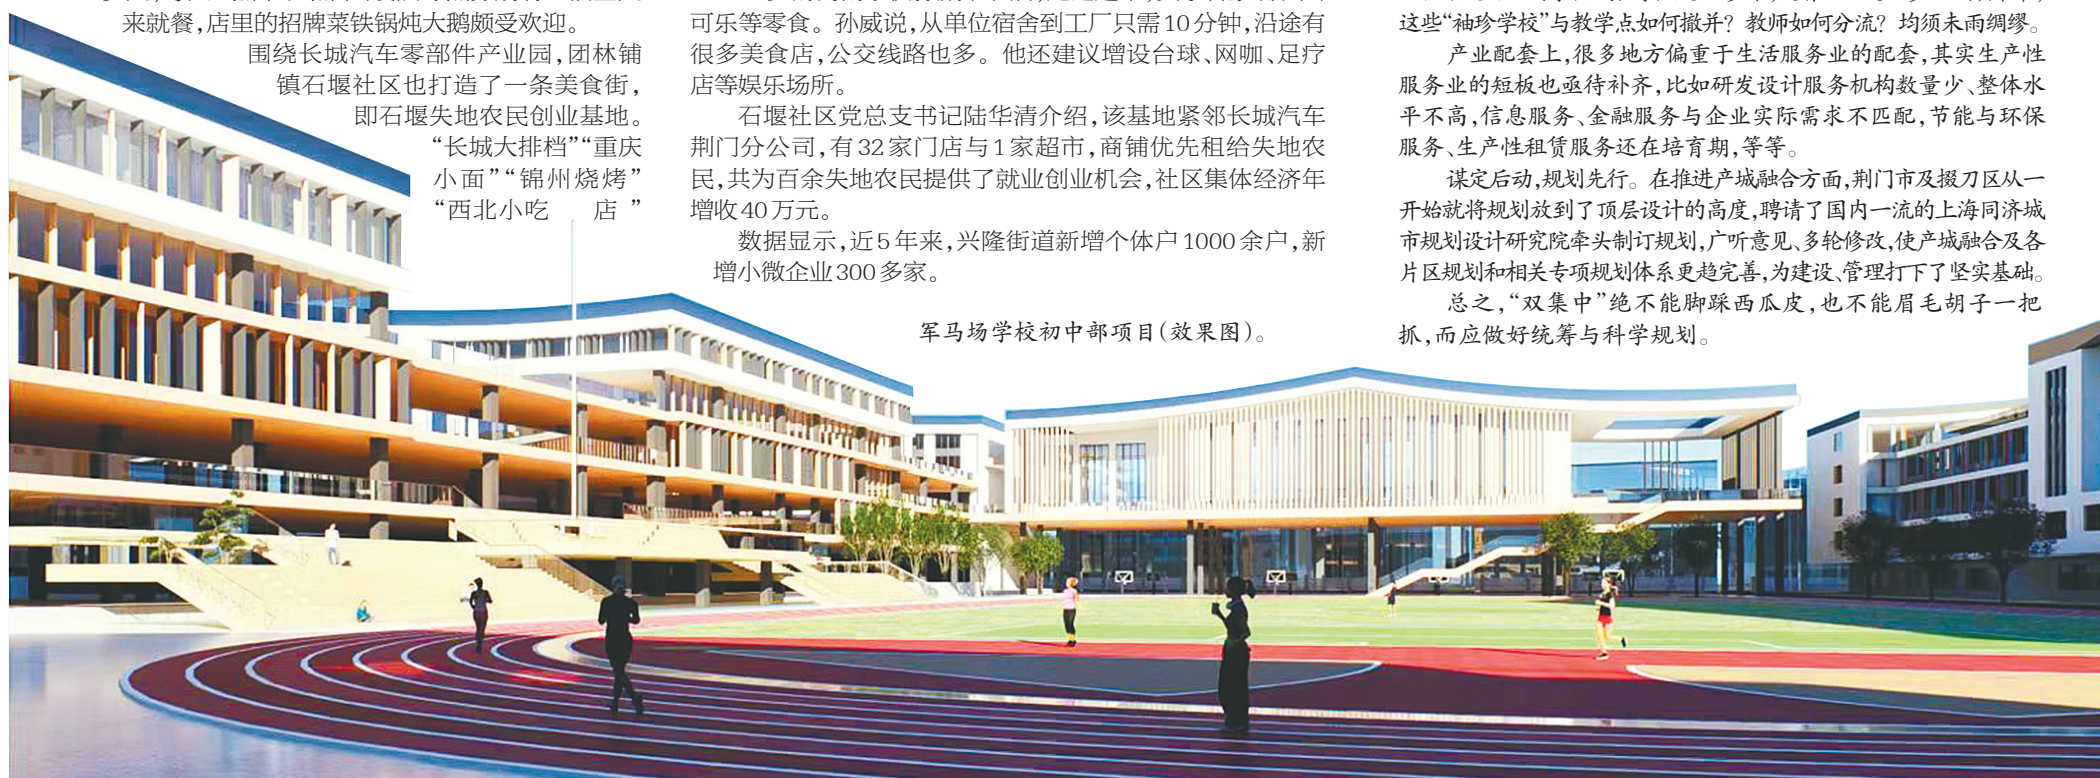 来就餐，店里的招牌菜铁锅炖大鹅颇受欢迎。
围绕长城汽车零部件产业园，团林铺
镇石堰社区也打造了一条美食街，
即石堰失地农民创业基地。
“长城大排档”“重庆
小面”“锦州烧烤”
“西北小吃店”
可乐等零食。孙威说，从单位宿舍到工厂只需10分钟，沿途有
很多美食店，公交线路也多。他还建议增设台球、网咖、足疗
店等娱乐场所。
石堰社区党总支书记陆华清介绍，该基地紧邻长城汽车
荆门分公司，有32家门店与1家超市，商铺优先租给失地农
民，共为百余失地农民提供了就业创业机会，社区集体经济年
增收40万元。
数据显示，近5年来，兴隆街道新增个体户1000余户，新
增小微企业300多家。
军马场学校初中部项目（效果图）。
这些“袖珍学校”与教学点如何撤并？教师如何分流？均须未雨绸缪。
产业配套上，很多地方偏重于生活服务业的配套，其实生产性
服务业的短板也亟待补齐，比如研发设计服务机构数量少、整体水
平不高，信息服务、金融服务与企业实际需求不匹配，节能与环保
服务、生产性租赁服务还在培育期，等等。
谋定后动，规划先行。在推进产城融合方面，荆门市及掇刀区从一
开始就将规划放到了顶层设计的高度，聘请了国内一流的上海同济城
市规划设计研究院牵头制订规划，广听意见、多轮修改，使产城融合及各
片区规划和相关专项规划体系更趋完善，为建设、管理打下了坚实基础。
总之，“双集中”绝不能脚踩西瓜皮，也不能眉毛胡子一把
抓，而应做好统筹与科学规划。